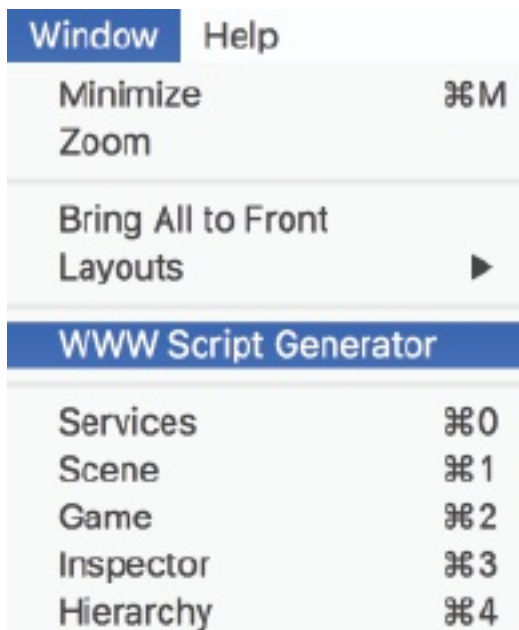 Window Help
Minimize ⌘M
Zoom
Bring All to Front
Layouts ▶
WWW Script Generator
Services ⌘0
Scene ⌘1
Game ⌘2
Inspector ⌘3
Hierarchy ⌘4